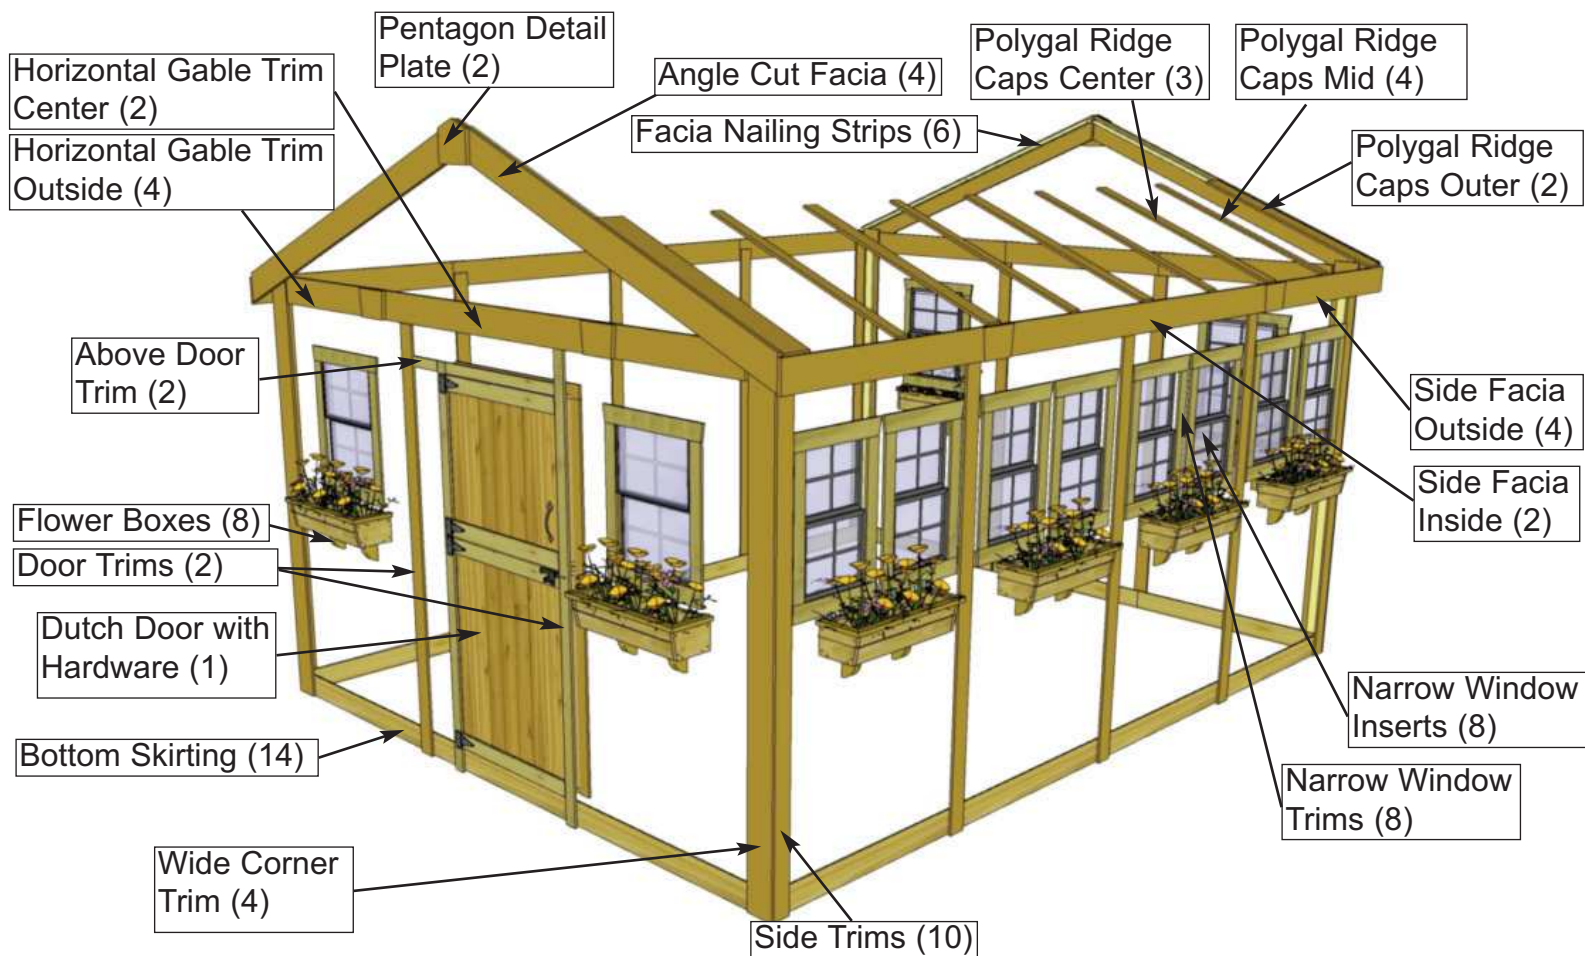 Pentagon Detail
Plate (2)
Horizontal Gable Trim
Center (2)
Horizontal Gable Trim
Outside (4)
Angle Cut Facia (4)
Facia Nailing Strips (6)
Polygal Ridge
Caps Center (3)
Polygal Ridge
Caps Mid (4)
Polygal Ridge
Caps Outer (2)
Above Door
Trim (2)
Side Facia
Outside (4)
Side Facia
Inside (2)
Flower Boxes (8)
Door Trims (2)
Dutch Door with
Hardware (1)
Bottom Skirting (14)
Narrow Window
Inserts (8)
Narrow Window
Trims (8)
Wide Corner
Trim (4)
Side Trims (10)